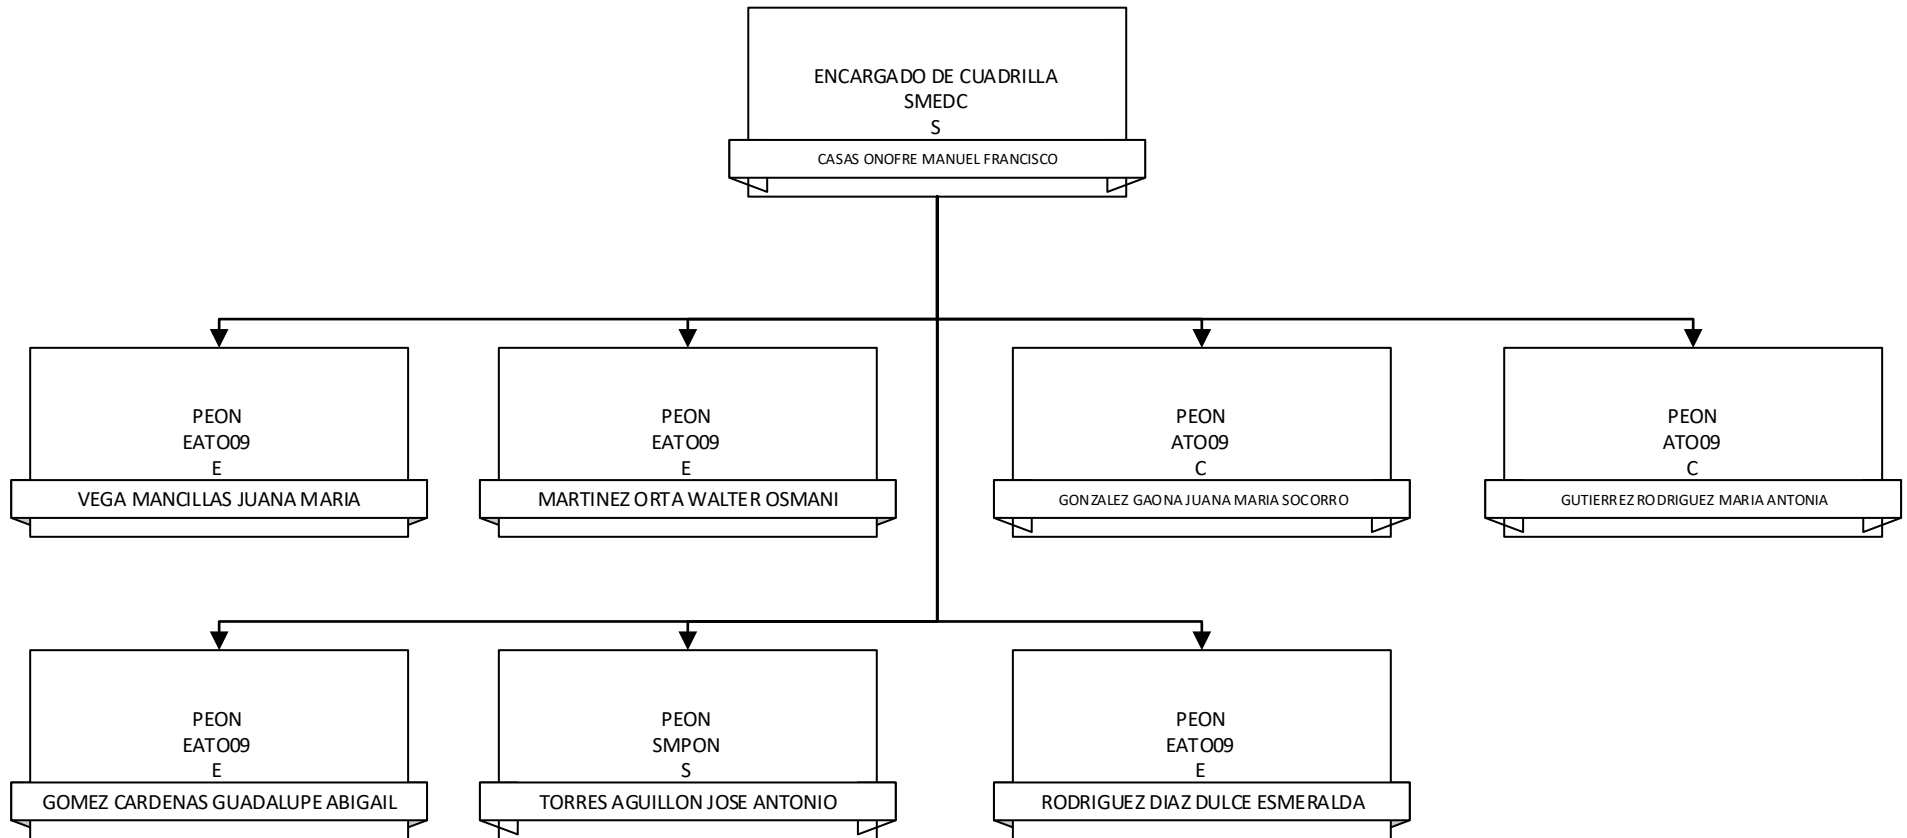 ENCARGADO DE CUADRILLA
SMEDC
S
CASAS ONOFRE MANUEL FRANCISCO
PEON
EATO09
E
VEGA MANCILLAS JUANA MARIA
PEON
EATO09
E
MARTINEZ ORTA WALTER OSMANI
PEON
ATO09
C
GONZALEZ GAONA JUANA MARIA SOCORRO
PEON
ATO09
C
GUTIERREZ RODRIGUEZ MARIA ANTONIA
PEON
EATO09
E
GOMEZ CARDENAS GUADALUPE ABIGAIL
PEON
SMPON
S
TORRES AGUILLON JOSE ANTONIO
PEON
EATO09
E
RODRIGUEZ DIAZ DULCE ESMERALDA